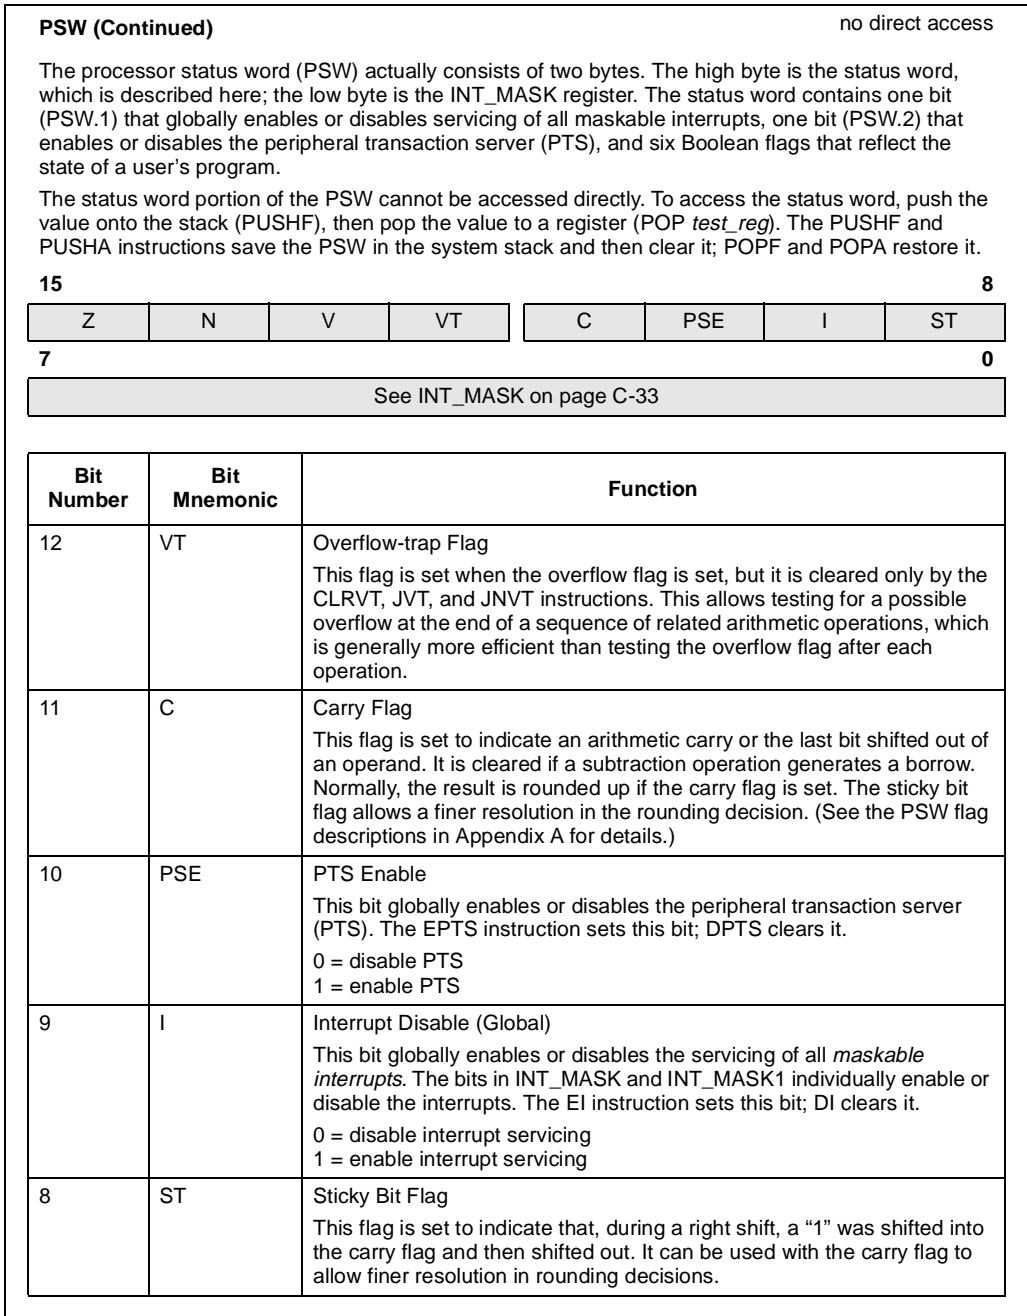 PSW (Continued) no direct access
The processor status word (PSW) actually consists of two bytes. The high byte is the status word,
which is described here; the low byte is the INT_MASK register. The status word contains one bit
(PSW.1) that globally enables or disables servicing of all maskable interrupts, one bit (PSW.2) that
enables or disables the peripheral transaction server (PTS), and six Boolean flags that reflect the
state of a user's program.
The status word portion of the PSW cannot be accessed directly. To access the status word, push the
value onto the stack (PUSHF), then pop the value to a register (POP test_reg). The PUSHF and
PUSHA instructions save the PSW in the system stack and then clear it; POPF and POPA restore it.
15 8
Z N V VT C PSE I ST
7 0
See INT_MASK on page C-33
Bit Number Bit Mnemonic Function
12 VT Overflow-trap Flag
This flag is set when the overflow flag is set, but it is cleared only by the
CLRVT, JVT, and JNVT instructions. This allows testing for a possible
overflow at the end of a sequence of related arithmetic operations, which
is generally more efficient than testing the overflow flag after each
operation.
11 C Carry Flag
This flag is set to indicate an arithmetic carry or the last bit shifted out of
an operand. It is cleared if a subtraction operation generates a borrow.
Normally, the result is rounded up if the carry flag is set. The sticky bit
flag allows a finer resolution in the rounding decision. (See the PSW flag
descriptions in Appendix A for details.)
10 PSE PTS Enable
This bit globally enables or disables the peripheral transaction server
(PTS). The EPTS instruction sets this bit; DPTS clears it.
0 = disable PTS
1 = enable PTS
9 I Interrupt Disable (Global)
This bit globally enables or disables the servicing of all maskable
interrupts. The bits in INT_MASK and INT_MASK1 individually enable or
disable the interrupts. The EI instruction sets this bit; DI clears it.
0 = disable interrupt servicing
1 = enable interrupt servicing
8 ST Sticky Bit Flag
This flag is set to indicate that, during a right shift, a “1” was shifted into
the carry flag and then shifted out. It can be used with the carry flag to
allow finer resolution in rounding decisions.